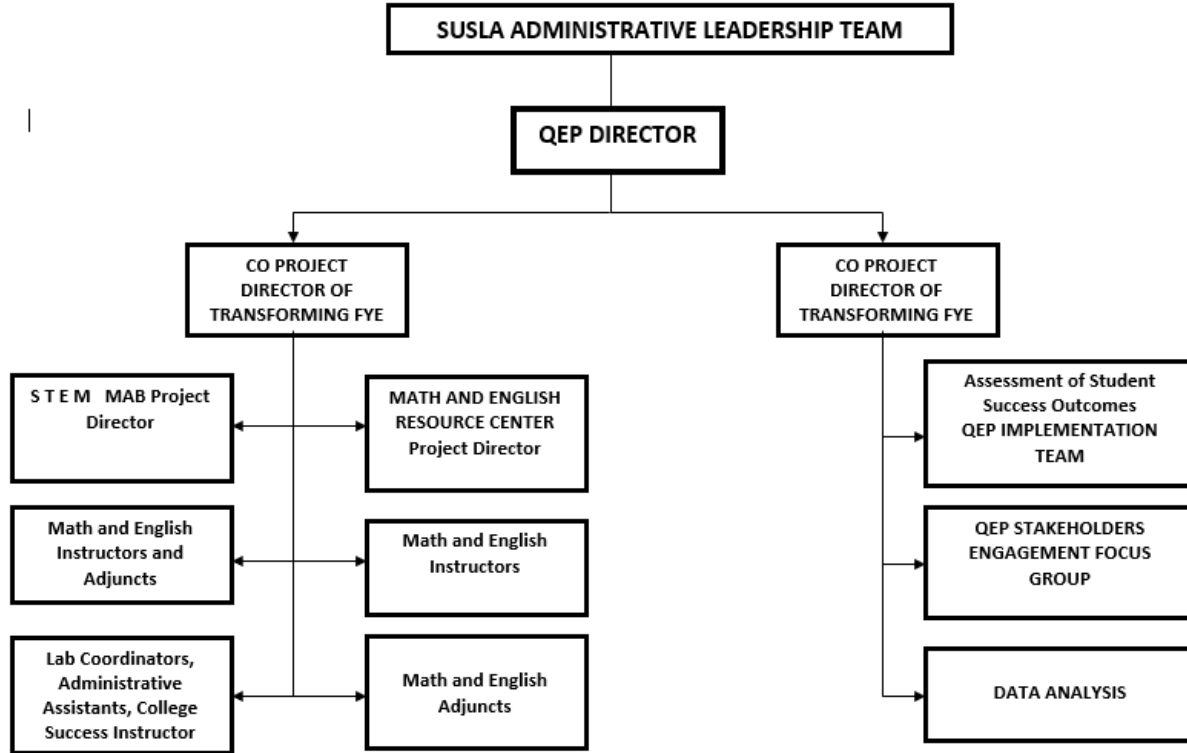 SUSLA ADMINISTRATIVE LEADERSHIP TEAM
QEP DIRECTOR
CO PROJECT
DIRECTOR OF
TRANSFORMING FYE
CO PROJECT
DIRECTOR OF
TRANSFORMING FYE
S T E M MAB Project
Director
MATH AND ENGLISH
RESOURCE CENTER
Project Director
Assessment of Student
Success Outcomes
QEP IMPLEMENTATION
TEAM
Math and English
Instructors and
Adjuncts
Math and English
Instructors
QEP STAKEHOLDERS
ENGAGEMENT FOCUS
GROUP
Lab Coordinators,
Administrative
Assistants, College
Success Instructor
Math and English
Adjuncts
DATA ANALYSIS